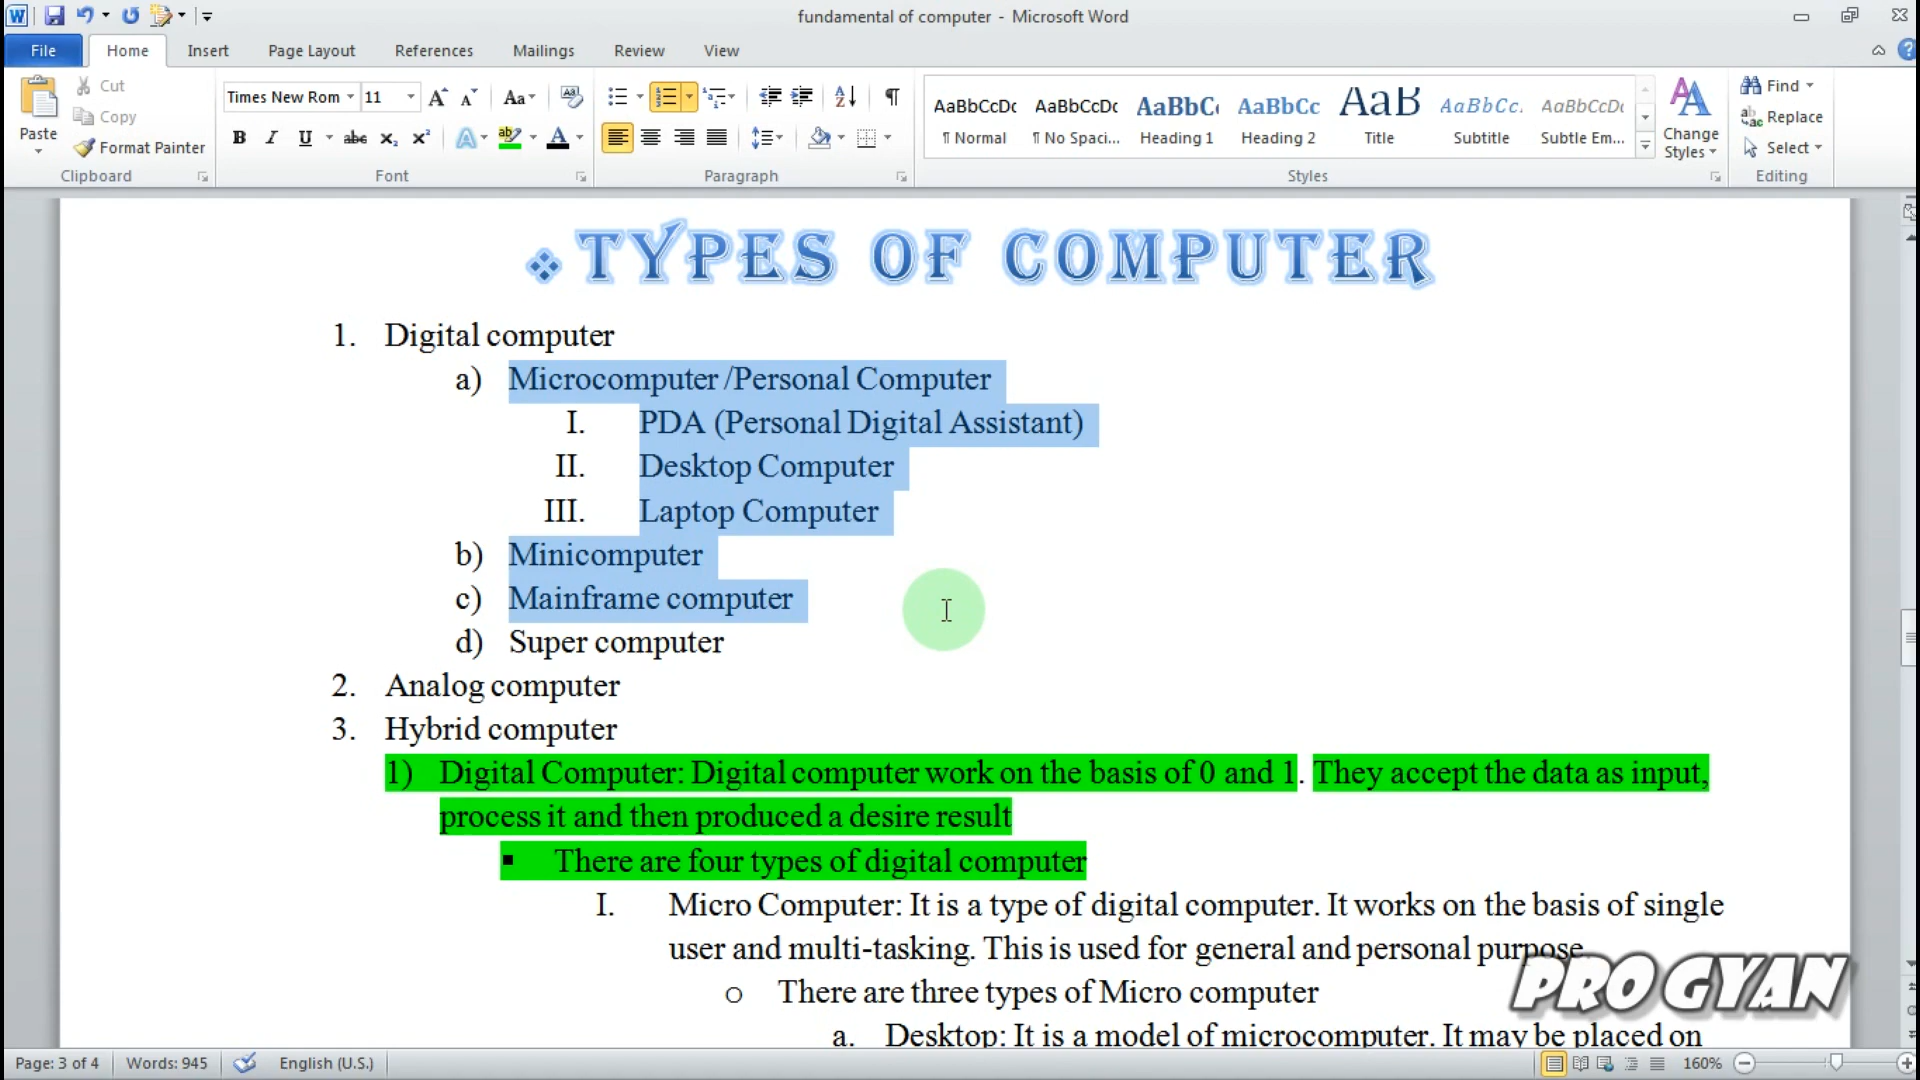 fundamental of computer - Microsoft Word
File Home Insert Page Layout References Mailings Review View
Paste
Cut
Copy
Format Painter
Clipboard
Times New Rom 11
Font
Paragraph
AaBbCcDc AaBbCcDc AaBbC AaBbCc AaB AaBbCc. AaBbCcDc
¶ Normal ¶ No Spaci... Heading 1 Heading 2 Title Subtitle Subtle Em...
Styles
Change
Styles
Find
Replace
Select
Editing
❖ TYPES OF COMPUTER
1. Digital computer
a) Microcomputer /Personal Computer
I. PDA (Personal Digital Assistant)
II. Desktop Computer
III. Laptop Computer
b) Minicomputer
c) Mainframe computer
d) Super computer
2. Analog computer
3. Hybrid computer
1) Digital Computer: Digital computer work on the basis of 0 and 1. They accept the data as input,
process it and then produced a desire result
▪ There are four types of digital computer
I. Micro Computer: It is a type of digital computer. It works on the basis of single
user and multi-tasking. This is used for general and personal purpose.
o There are three types of Micro computer
a. Desktop: It is a model of microcomputer. It may be placed on
PRO GYAN
Page: 3 of 4 Words: 945 English (U.S.) 160%